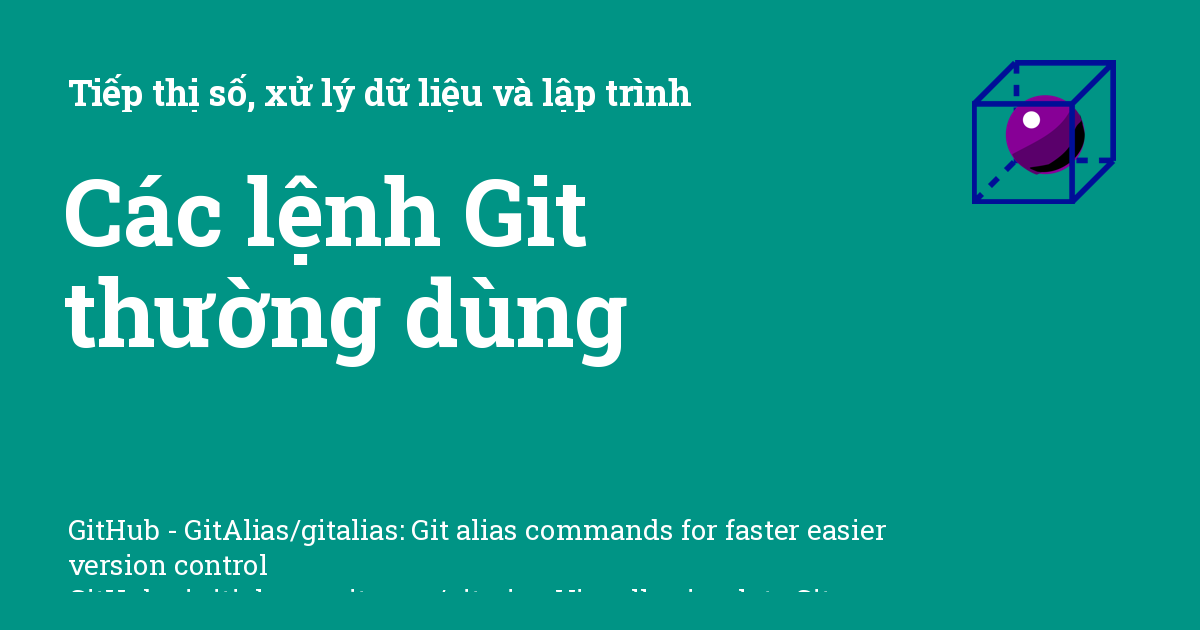 Tiếp thị số, xử lý dữ liệu và lập trình
Các lệnh Git
thường dùng
GitHub - GitAlias/gitalias: Git alias commands for faster easier
version control